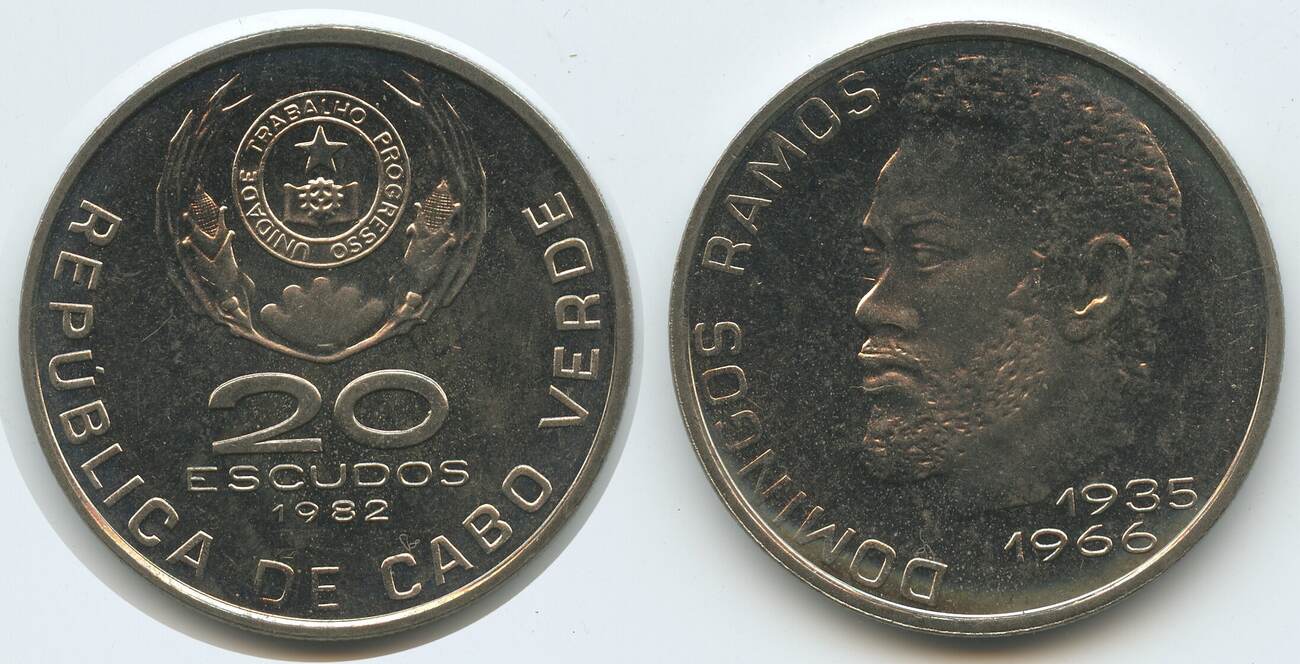 UNIDADE TRABALHO PROGRESSO
20
ESCUDOS
1982
REPÚBLICA DE CABO VERDE
DOMINGOS RAMOS
1935
1966